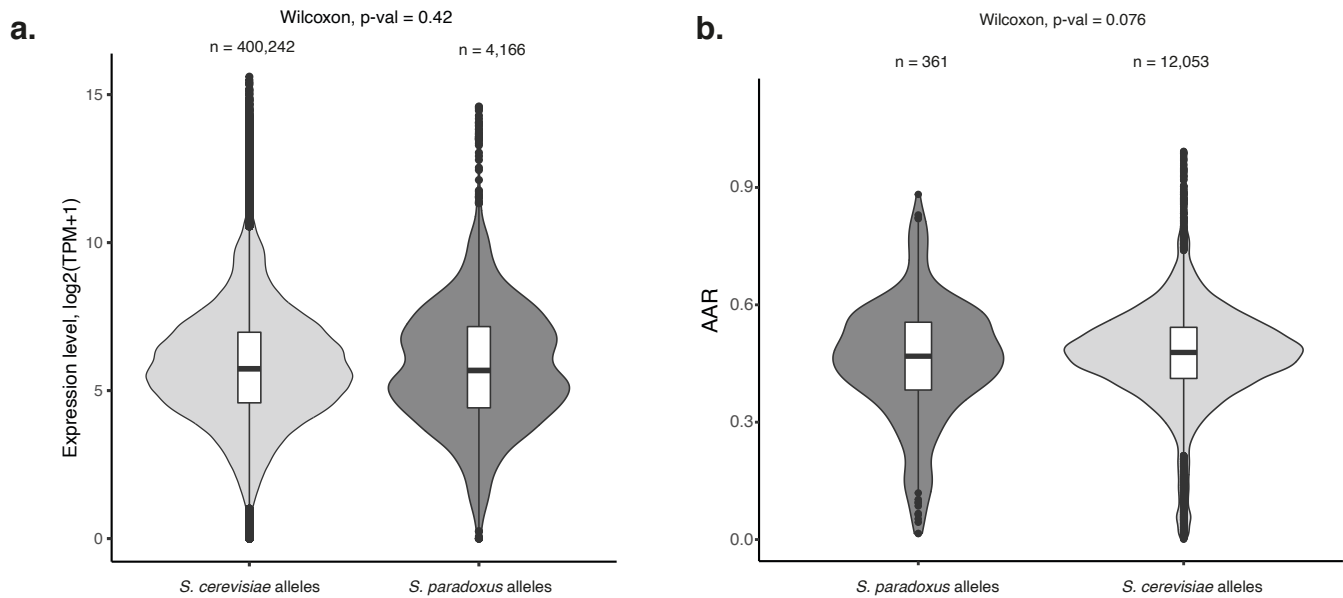 a.
Wilcoxon, p-val = 0.42
n = 400,242
n = 4,166
15
10
5
0
Expression level, log2(TPM+1)
S. cerevisiae alleles
S. paradoxus alleles
b.
Wilcoxon, p-val = 0.076
n = 361
n = 12,053
0.9
0.6
0.3
0.0
AAR
S. paradoxus alleles
S. cerevisiae alleles